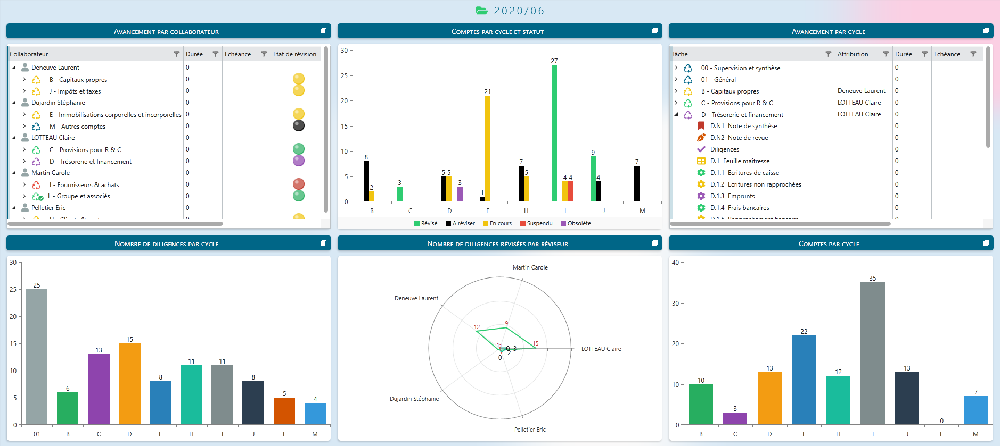 2020/06
Avancement par collaborateur
Collaborateur Durée Echéance Etat de révision
Deneuve Laurent 0
B - Capitaux propres 0
J - Impôts et taxes 0
Dujardin Stéphanie 0
E - Immobilisations corporelles et incorporelles 0
M - Autres comptes 0
LOTTEAU Claire 0
C - Provisions pour R & C 0
D - Trésorerie et financement 0
Martin Carole 0
I - Fournisseurs & achats 0
L - Groupe et associés 0
Pelletier Eric 0
Comptes par cycle et statut
30
25
20
15
10
5
0
8 2 3 5 5 3 1 21 7 5 27 4 4 9 4 7
B C D E H I J M
Révisé A réviser En cours Suspendu Obsolète
Avancement par cycle
Tâche Attribution Durée Echéance
00 - Supervision et synthèse 0
01 - Général 0
B - Capitaux propres Deneuve Laurent 0
C - Provisions pour R & C LOTTEAU Claire 0
D - Trésorerie et financement LOTTEAU Claire 0
D.N1 Note de synthèse 0
D.N2 Note de revue 0
Diligences 0
D.1 Feuille maîtresse 0
D.1.1 Ecritures de caisse 0
D.1.2 Ecritures non rapprochées 0
D.1.3 Emprunts 0
D.1.4 Frais bancaires 0
D.1.5 Rapprochement bancaire 0
Nombre de diligences par cycle
30
25
20
15
10
5
0
25 6 13 15 8 11 11 8 5 4
01 B C D E H I J L M
Nombre de diligences révisées par réviseur
Martin Carole
Deneuve Laurent
12 9
15
1 1 0 3
2
0
LOTTEAU Claire
Dujardin Stéphanie
Pelletier Eric
Comptes par cycle
40
30
20
10
0
10 3 13 22 12 35 13 0 7
B C D E H I J L M